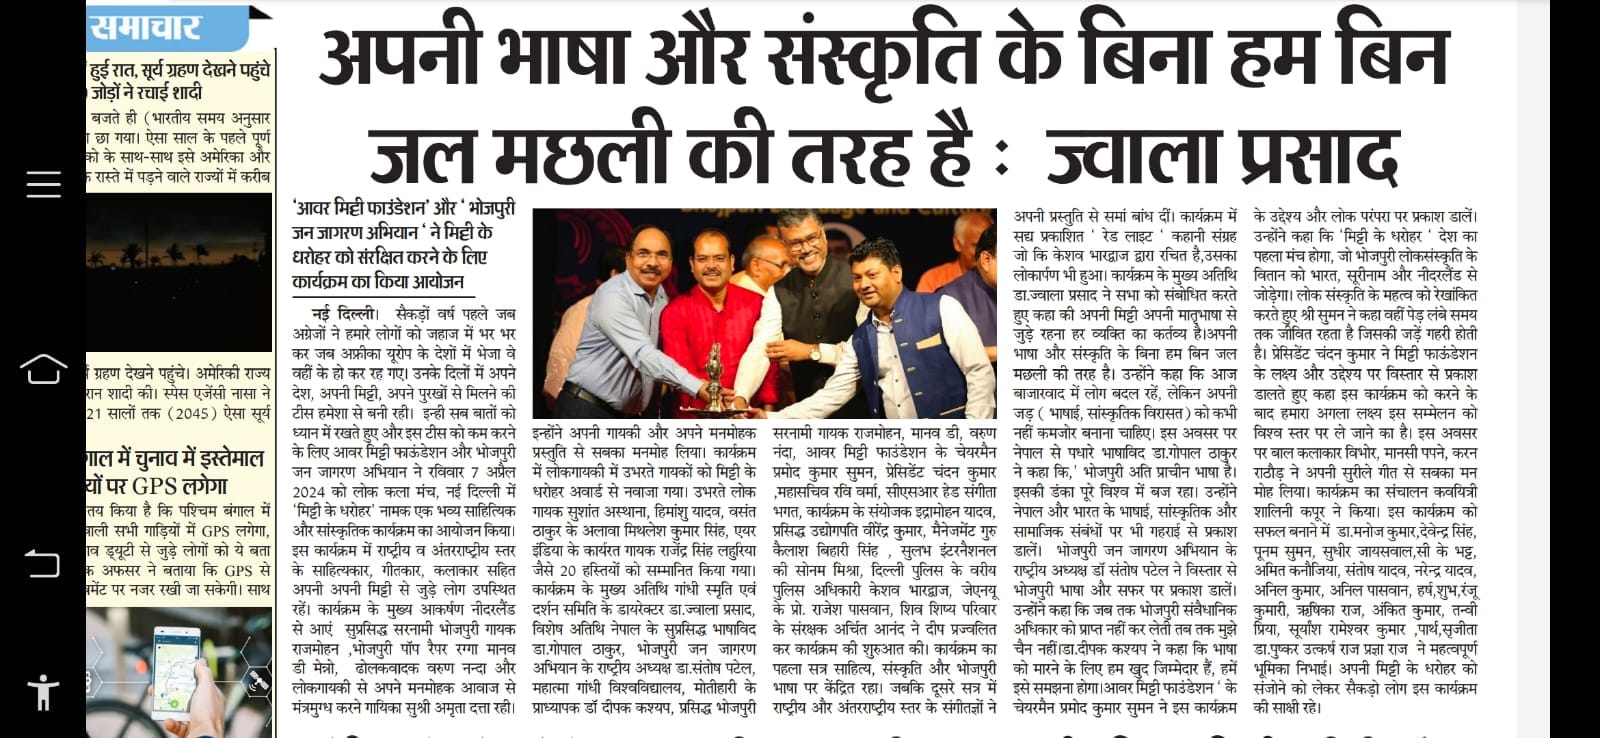 समाचार
हुई रात, सूर्य ग्रहण देखने पहुंचे
जोड़ों ने रचाई शादी
बजते ही (भारतीय समय अनुसार
छा गया। ऐसा साल के पहले पूर्ण
को के साथ-साथ इसे अमेरिका और
रास्ते में पड़ने वाले राज्यों में करीब
ग्रहण देखने पहुंचे। अमेरिकी राज्य
रान शादी की। स्पेस एजेंसी नासा ने
21 सालों तक (2045) ऐसा सूर्य
गाल में चुनाव में इस्तेमाल
यों पर GPS लगेगा
तय किया है कि पश्चिम बंगाल में
वाली सभी गाड़ियों में GPS लगेगा,
ाव ड्यूटी से जुड़े लोगों को ये बता
अफसर ने बताया कि GPS से
मेंट पर नजर रखी जा सकेगी। साथ
अपनी भाषा और संस्कृति के बिना हम बिन
जल मछली की तरह है : ज्वाला प्रसाद
'आवर मिट्टी फाउंडेशन' और ' भोजपुरी
जन जागरण अभियान ' ने मिट्टी के
धरोहर को संरक्षित करने के लिए
कार्यक्रम का किया आयोजन
नई दिल्ली। सैकड़ों वर्ष पहले जब
अग्रेजों ने हमारे लोगों को जहाज में भर भर
कर जब अफ्रीका यूरोप के देशों में भेजा वे
वहीं के हो कर रह गए। उनके दिलों में अपने
देश, अपनी मिट्टी, अपने पुरखों से मिलने की
टीस हमेशा से बनी रही। इन्ही सब बातों को
ध्यान में रखते हुए और इस टीस को कम करने
के लिए आवर मिट्टी फाऊंडेशन और भोजपुरी
जन जागरण अभियान ने रविवार 7 अप्रैल
2024 को लोक कला मंच, नई दिल्ली में
'मिट्टी के धरोहर' नामक एक भव्य साहित्यिक
और सांस्कृतिक कार्यक्रम का आयोजन किया।
इस कार्यक्रम में राष्ट्रीय व अंतरराष्ट्रीय स्तर
के साहित्यकार, गीतकार, कलाकार सहित
अपनी अपनी मिट्टी से जुड़े लोग उपस्थित
रहें। कार्यक्रम के मुख्य आकर्षण नीदरलैंड
से आएं सुप्रसिद्ध सरनामी भोजपुरी गायक
राजमोहन ,भोजपुरी पॉप रैपर रग्गा मानव
डी मेन्नो, ढोलकवादक वरुण नन्दा और
लोकगायकी से अपने मनमोहक आवाज से
मंत्रमुग्ध करने गायिका सुश्री अमृता दत्ता रही।
इन्होंने अपनी गायकी और अपने मनमोहक
प्रस्तुति से सबका मनमोह लिया। कार्यक्रम
में लोकगायकी में उभरते गायकों को मिट्टी के
धरोहर अवार्ड से नवाजा गया। उभरते लोक
गायक सुशांत अस्थाना, हिमांशु यादव, वसंत
ठाकुर के अलावा मिथलेश कुमार सिंह, एयर
इंडिया के कार्यरत गायक राजेंद्र सिंह लहुरिया
जैसे 20 हस्तियों को सम्मानित किया गया।
कार्यक्रम के मुख्य अतिथि गांधी स्मृति एवं
दर्शन समिति के डायरेक्टर डा.ज्वाला प्रसाद,
विशेष अतिथि नेपाल के सुप्रसिद्ध भाषाविद
डा.गोपाल ठाकुर, भोजपुरी जन जागरण
अभियान के राष्ट्रीय अध्यक्ष डा.संतोष पटेल,
महात्मा गांधी विश्वविद्यालय, मोतीहारी के
प्राध्यापक डॉ दीपक कश्यप, प्रसिद्ध भोजपुरी
सरनामी गायक राजमोहन, मानव डी, वरुण
नंदा, आवर मिट्टी फाउंडेशन के चेयरमैन
प्रमोद कुमार सुमन, प्रेसिडेंट चंदन कुमार
,महासचिव रवि वर्मा, सीएसआर हेड संगीता
भगत, कार्यक्रम के संयोजक इद्रामोहन यादव,
प्रसिद्ध उद्योगपति वीरेंद्र कुमार, मैनेजमेंट गुरु
कैलाश बिहारी सिंह , सुलभ इंटरनैशनल
की सोनम मिश्रा, दिल्ली पुलिस के वरीय
पुलिस अधिकारी केशव भारद्वाज, जेएनयू
के प्रो. राजेश पासवान, शिव शिष्य परिवार
के संरक्षक अर्चित आनंद ने दीप प्रज्वलित
कर कार्यक्रम की शुरुआत की। कार्यक्रम का
पहला सत्र साहित्य, संस्कृति और भोजपुरी
भाषा पर केंद्रित रहा। जबकि दूसरे सत्र में
राष्ट्रीय और अंतरराष्ट्रीय स्तर के संगीतज्ञों ने
अपनी प्रस्तुति से समां बांध दीं। कार्यक्रम में
सद्य प्रकाशित ' रेड लाइट ' कहानी संग्रह
जो कि केशव भारद्वाज द्वारा रचित है,उसका
लोकार्पण भी हुआ। कार्यक्रम के मुख्य अतिथि
डा.ज्वाला प्रसाद ने सभा को संबोधित करते
हुए कहा की अपनी मिट्टी अपनी मातृभाषा से
जुड़े रहना हर व्यक्ति का कर्तव्य है।अपनी
भाषा और संस्कृति के बिना हम बिन जल
मछली की तरह है। उन्होंने कहा कि आज
बाजारवाद में लोग बदल रहें, लेकिन अपनी
जड़ ( भाषाई, सांस्कृतिक विरासत) को कभी
नहीं कमजोर बनाना चाहिए। इस अवसर पर
नेपाल से पधारे भाषाविद डा.गोपाल ठाकुर
ने कहा कि,' भोजपुरी अति प्राचीन भाषा है।
इसकी डंका पूरे विश्व में बज रहा। उन्होंने
नेपाल और भारत के भाषाई, सांस्कृतिक और
सामाजिक संबंधों पर भी गहराई से प्रकाश
डालें। भोजपुरी जन जागरण अभियान के
राष्ट्रीय अध्यक्ष डॉ संतोष पटेल ने विस्तार से
भोजपुरी भाषा और सफर पर प्रकाश डालें।
उन्होंने कहा कि जब तक भोजपुरी संवैधानिक
अधिकार को प्राप्त नहीं कर लेती तब तक मुझे
चैन नहीं।डा.दीपक कश्यप ने कहा कि भाषा
को मारने के लिए हम खुद जिम्मेदार हैं, हमें
इसे समझना होगा।आवर मिट्टी फाउंडेशन ' के
चेयरमैन प्रमोद कुमार सुमन ने इस कार्यक्रम
के उद्देश्य और लोक परंपरा पर प्रकाश डालें।
उन्होंने कहा कि 'मिट्टी के धरोहर ' देश का
पहला मंच होगा, जो भोजपुरी लोकसंस्कृति के
वितान को भारत, सूरीनाम और नीदरलैंड से
जोड़ेगा। लोक संस्कृति के महत्व को रेखांकित
करते हुए श्री सुमन ने कहा वहीं पेड़ लंबे समय
तक जीवित रहता है जिसकी जड़ें गहरी होती
है। प्रेसिडेंट चंदन कुमार ने मिट्टी फाऊंडेशन
के लक्ष्य और उद्देश्य पर विस्तार से प्रकाश
डालते हुए कहा इस कार्यक्रम को करने के
बाद हमारा अगला लक्ष्य इस सम्मेलन को
विश्व स्तर पर ले जाने का है। इस अवसर
पर बाल कलाकार विभोर, मानसी पपने, करन
राठौड़ ने अपनी सुरीले गीत से सबका मन
मोह लिया। कार्यक्रम का संचालन कवयित्री
शालिनी कपूर ने किया। इस कार्यक्रम को
सफल बनाने में डा.मनोज कुमार,देवेन्द्र सिंह,
पूनम सुमन, सुधीर जायसवाल,सी के भट्ट,
अमित कनौजिया, संतोष यादव, नरेन्द्र यादव,
अनिल कुमार, अनिल पासवान, हर्ष,शुभ,रंजू
कुमारी, ऋषिका राज, अंकित कुमार, तन्वी
प्रिया, सूर्यांश रामेश्वर कुमार ,पार्थ,सृजीता
डा.पुष्कर उत्कर्ष राज प्रज्ञा राज ने महत्वपूर्ण
भूमिका निभाई। अपनी मिट्टी के धरोहर को
संजोने को लेकर सैकड़ो लोग इस कार्यक्रम
की साक्षी रहे।